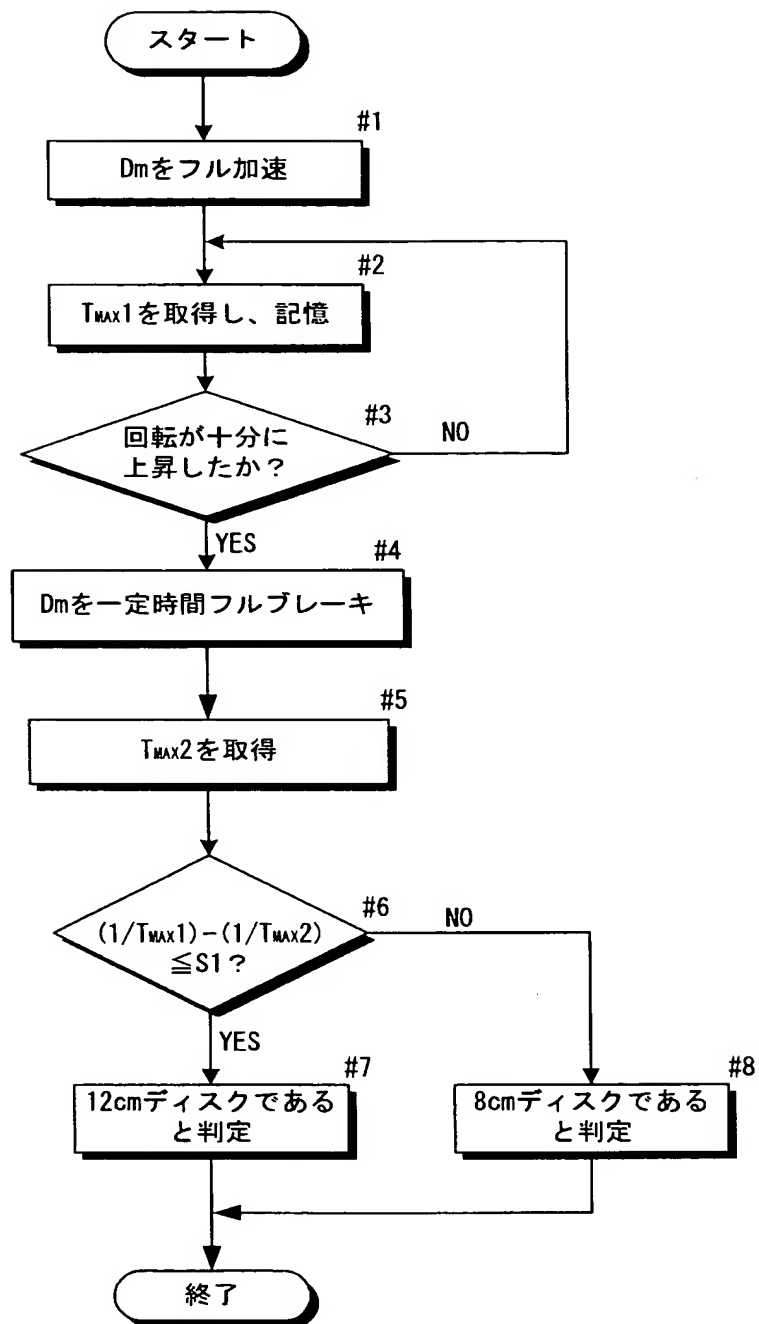 スタート
#1
Dmをフル加速
#2
TMAX1を取得し、記憶
#3
回転が十分に
上昇したか?
NO
YES
#4
Dmを一定時間フルブレーキ
#5
TMAX2を取得
#6
(1/TMAX1)-(1/TMAX2)
≦S1?
NO
YES
#7
12cmディスクである
と判定
#8
8cmディスクである
と判定
終了